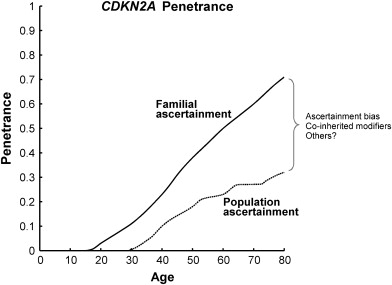 CDKN2A Penetrance
1
0.9
0.8
0.7
0.6
0.5
0.4
0.3
0.2
0.1
0
Penetrance
Familial
ascertainment
Population
ascertainment
Ascertainment bias
Co-inherited modifiers
Others?
0 10 20 30 40 50 60 70 80
Age